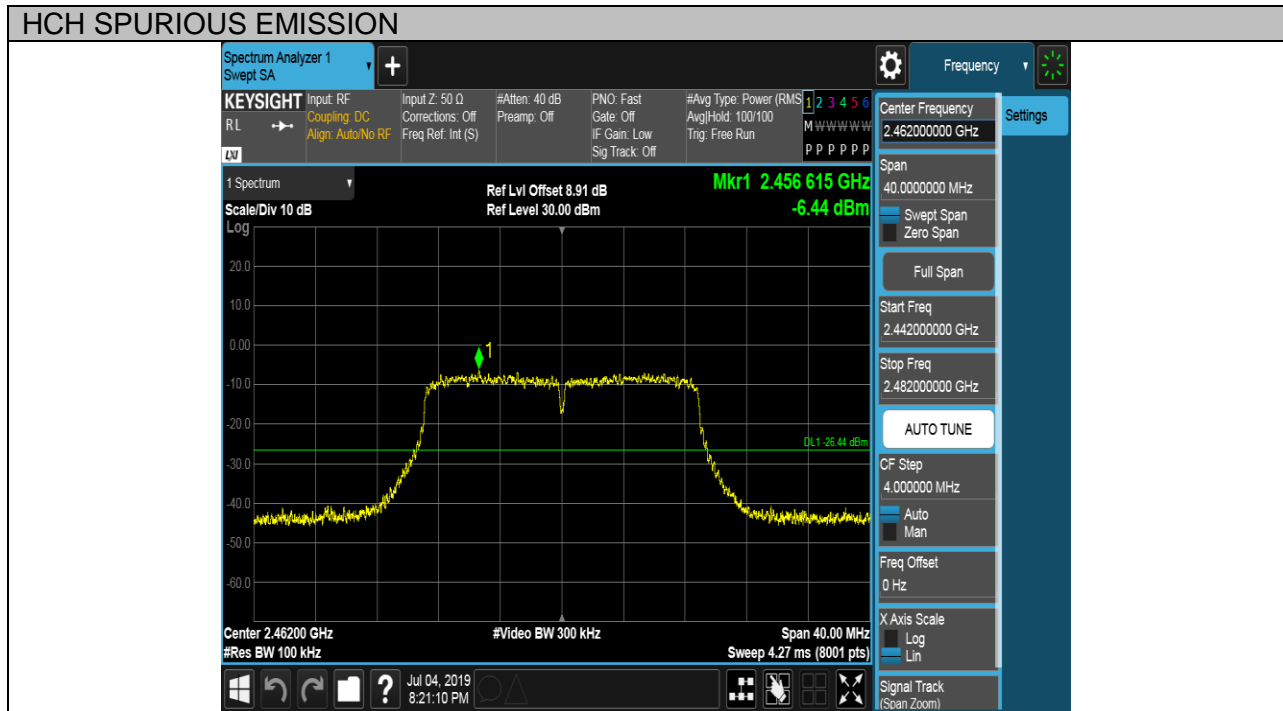 HCH SPURIOUS EMISSION
Spectrum Analyzer 1
Swept SA
Frequency
KEYSIGHT
RL
LXI
Input: RF
Coupling: DC
Align: Auto/No RF
Input Z: 50 Ω
Corrections: Off
Freq Ref: Int (S)
#Atten: 40 dB
Preamp: Off
PNO: Fast
Gate: Off
IF Gain: Low
Sig Track: Off
#Avg Type: Power (RMS
Avg|Hold: 100/100
Trig: Free Run
1 2 3 4 5 6
M W W W W W
P P P P P P
1 Spectrum
Scale/Div 10 dB
Log
Ref Lvl Offset 8.91 dB
Ref Level 30.00 dBm
Mkr1 2.456 615 GHz
-6.44 dBm
20.0
10.0
0.00
1
-10.0
-20.0
DL1 -26.44 dBm
-30.0
-40.0
-50.0
-60.0
Center 2.46200 GHz
#Video BW 300 kHz
Span 40.00 MHz
#Res BW 100 kHz
Sweep 4.27 ms (8001 pts)
?
Jul 04, 2019
8:21:10 PM
Center Frequency
2.462000000 GHz
Settings
Span
40.0000000 MHz
Swept Span
Zero Span
Full Span
Start Freq
2.442000000 GHz
Stop Freq
2.482000000 GHz
AUTO TUNE
CF Step
4.000000 MHz
Auto
Man
Freq Offset
0 Hz
X Axis Scale
Log
Lin
Signal Track
(Span Zoom)